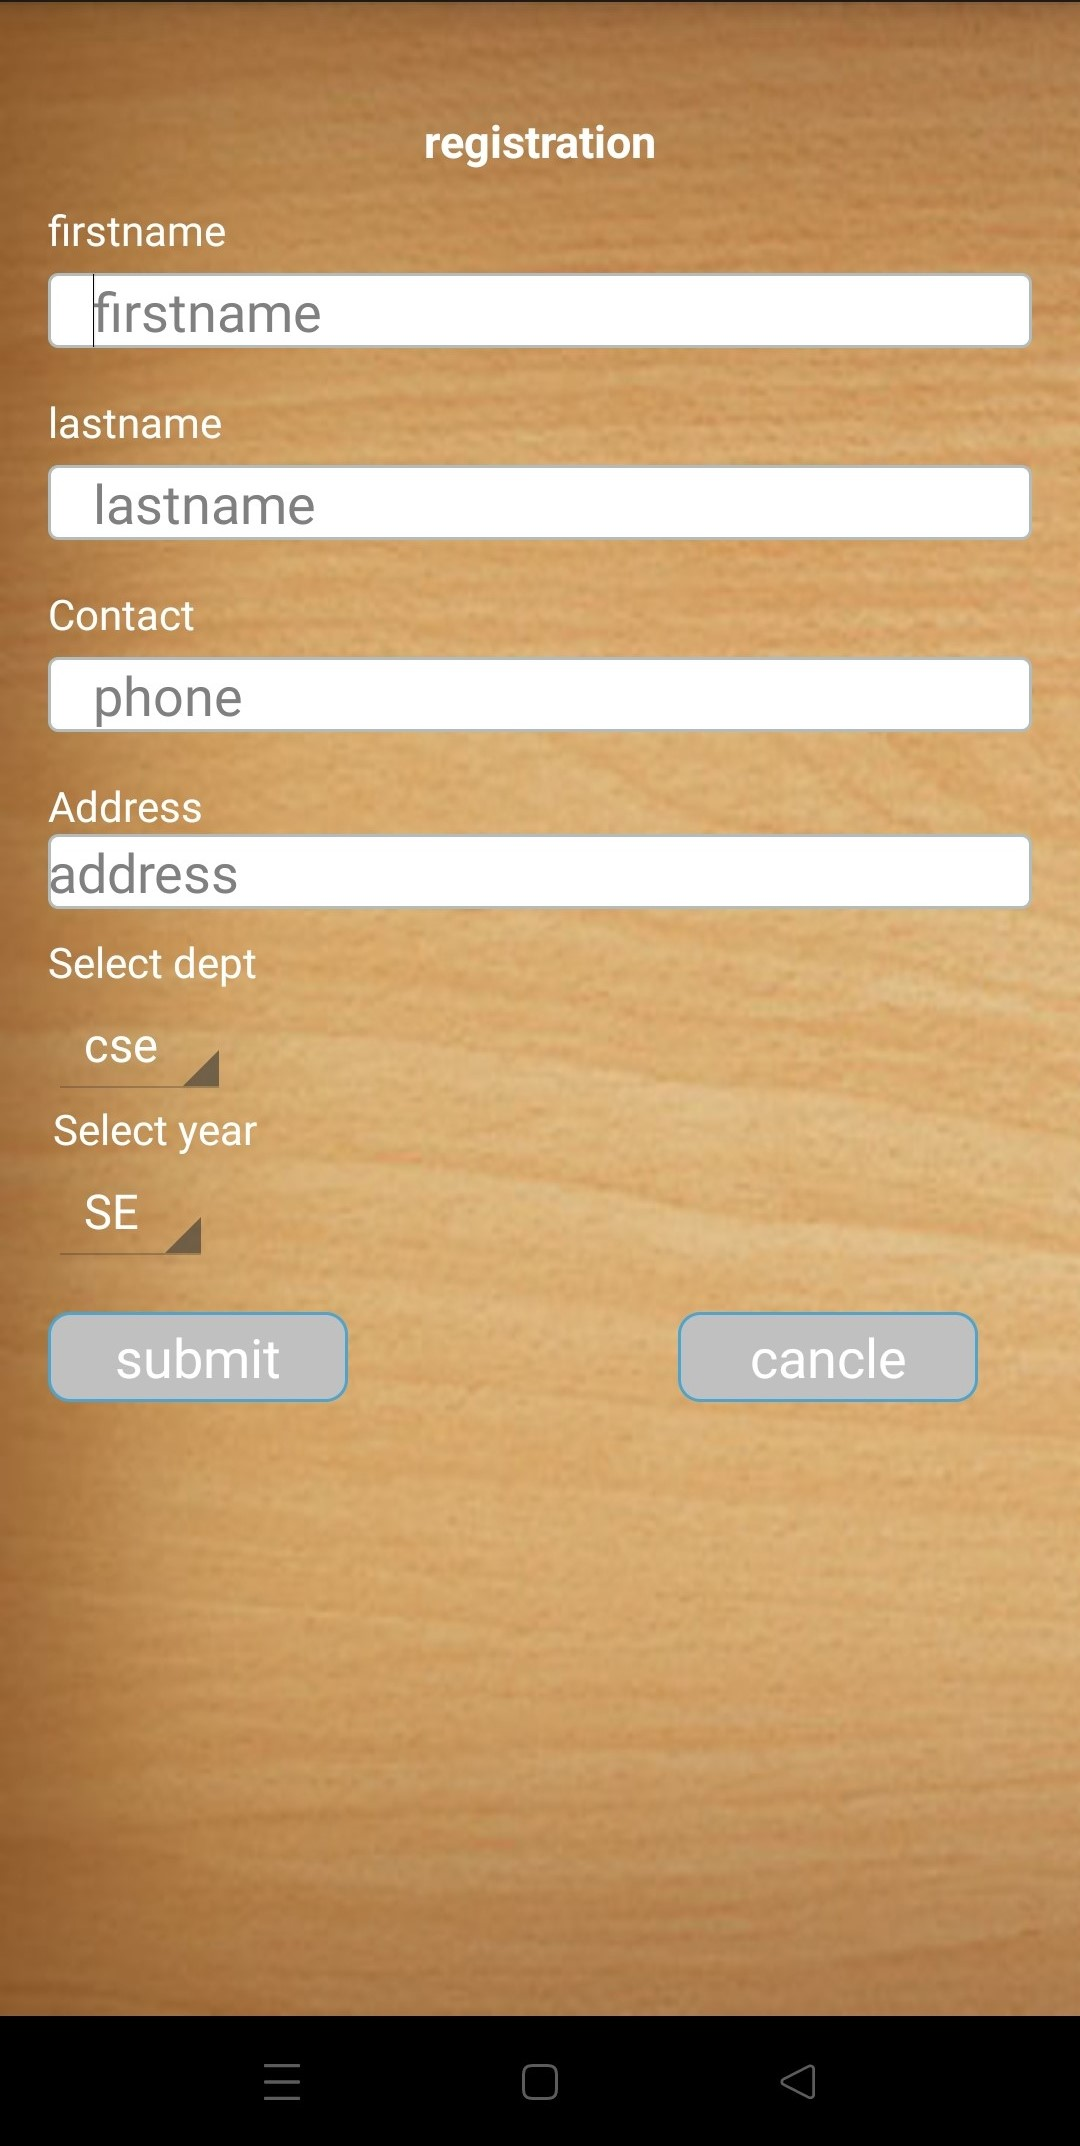 registration
firstname
firstname
lastname
lastname
Contact
phone
Address
address
Select dept
cse
Select year
SE
submit cancle